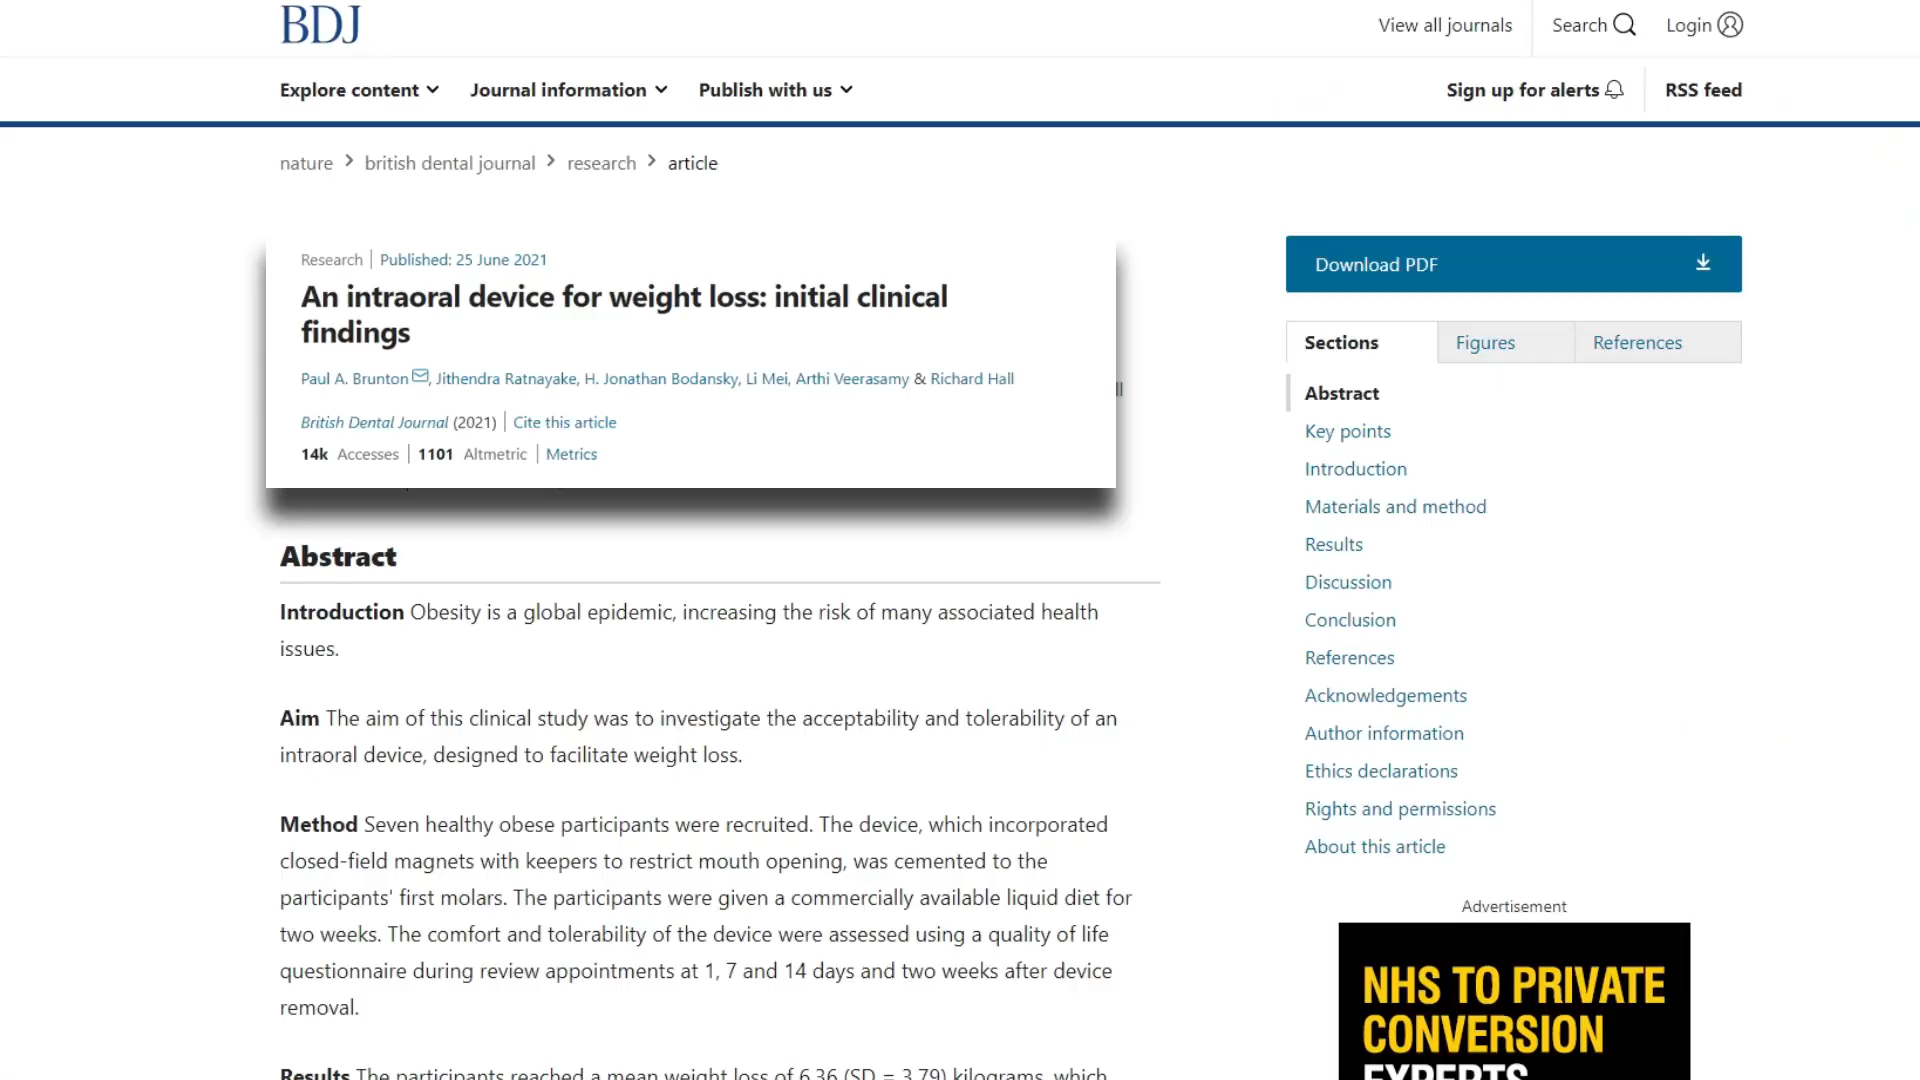 BDJ
View all journals
Search
Login
Explore content
Journal information
Publish with us
Sign up for alerts
RSS feed
nature > british dental journal > research > article
Research | Published: 25 June 2021
An intraoral device for weight loss: initial clinical
findings
Paul A. Brunton, Jithendra Ratnayake, H. Jonathan Bodansky, Li Mei, Arthi Veerasamy & Richard Hall
British Dental Journal (2021) | Cite this article
14k Accesses | 1101 Altmetric | Metrics
Abstract
Introduction Obesity is a global epidemic, increasing the risk of many associated health
issues.
Aim The aim of this clinical study was to investigate the acceptability and tolerability of an
intraoral device, designed to facilitate weight loss.
Method Seven healthy obese participants were recruited. The device, which incorporated
closed-field magnets with keepers to restrict mouth opening, was cemented to the
participants' first molars. The participants were given a commercially available liquid diet for
two weeks. The comfort and tolerability of the device were assessed using a quality of life
questionnaire during review appointments at 1, 7 and 14 days and two weeks after device
removal.
Results The participants reached a mean weight loss of 6.36 (SD = 3.79) kilograms, which
Download PDF
Sections
Figures
References
Abstract
Key points
Introduction
Materials and method
Results
Discussion
Conclusion
References
Acknowledgements
Author information
Ethics declarations
Rights and permissions
About this article
Advertisement
NHS TO PRIVATE
CONVERSION
EXPERTS